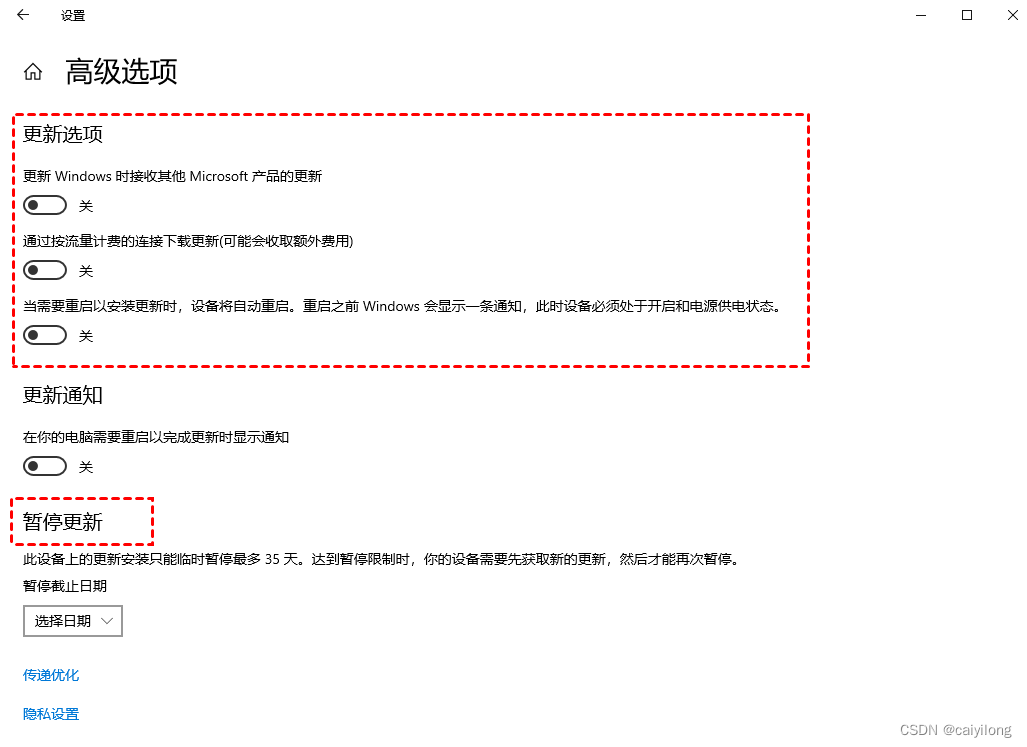 设置
高级选项
更新选项
更新 Windows 时接收其他 Microsoft 产品的更新
关
通过按流量计费的连接下载更新(可能会收取额外费用)
关
当需要重启以安装更新时，设备将自动重启。重启之前 Windows 会显示一条通知，此时设备必须处于开启和电源供电状态。
关
更新通知
在你的电脑需要重启以完成更新时显示通知
关
暂停更新
此设备上的更新安装只能临时暂停最多 35 天。达到暂停限制时，你的设备需要先获取新的更新，然后才能再次暂停。
暂停截止日期
选择日期
传递优化
隐私设置
CSDN @caiyilong